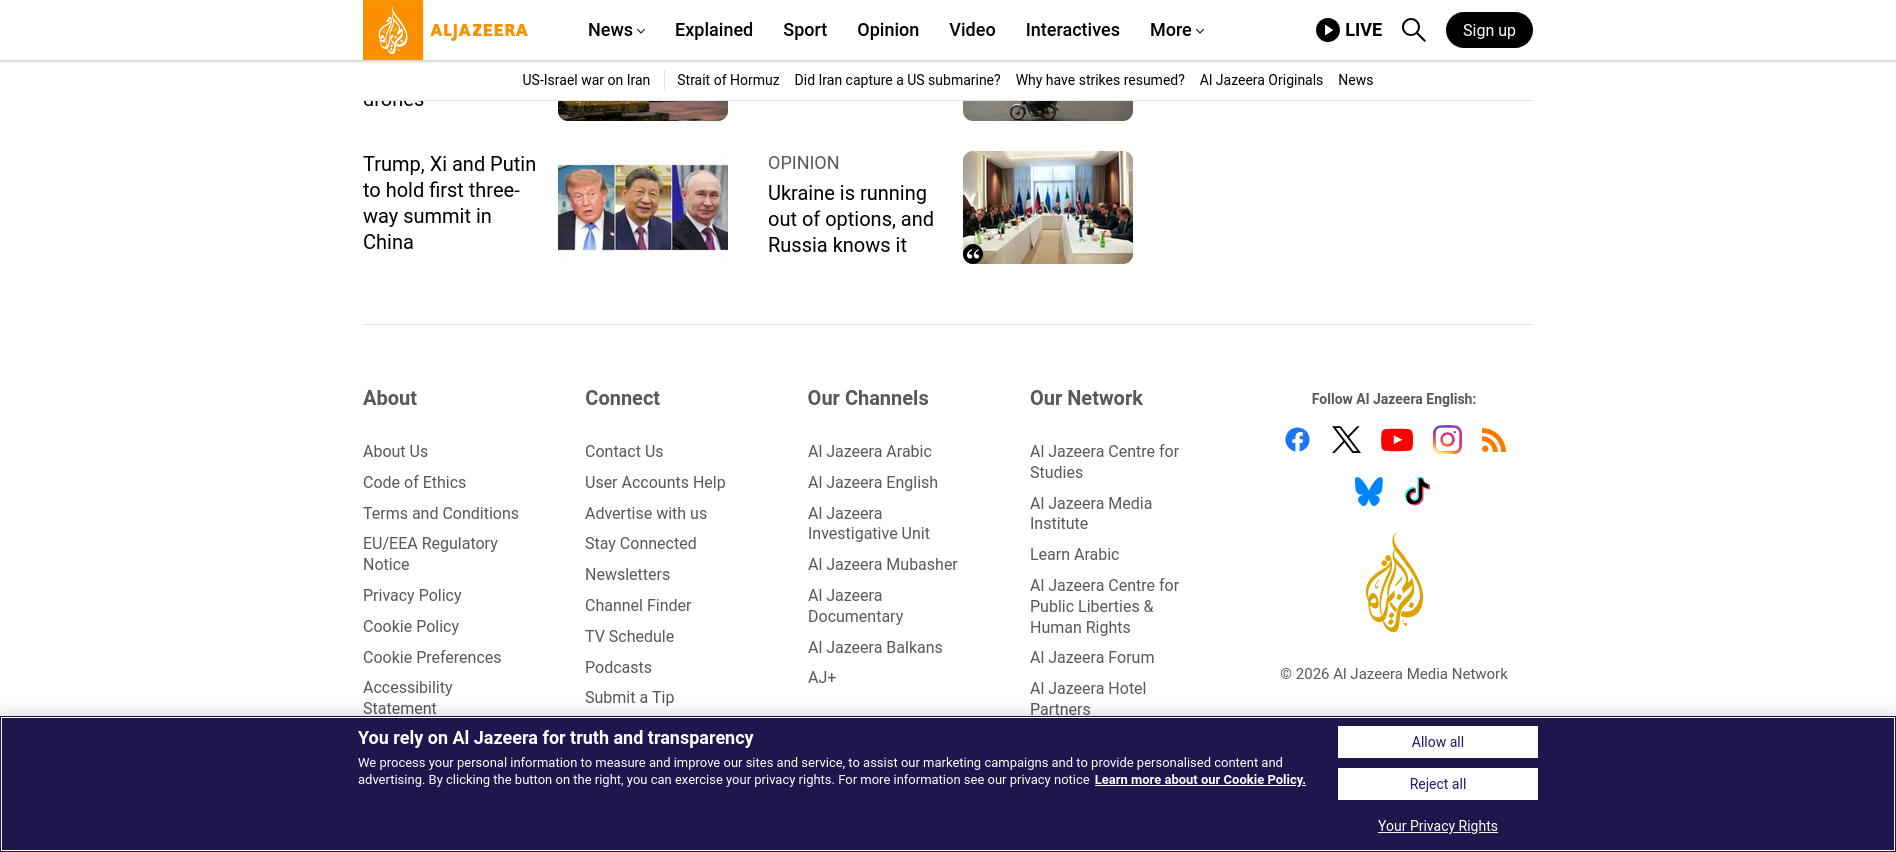 ALJAZEERA
News
Explained
Sport
Opinion
Video
Interactives
More
LIVE
Sign up
US-Israel war on Iran
Strait of Hormuz
Did Iran capture a US submarine?
Why have strikes resumed?
Al Jazeera Originals
News
drones
Trump, Xi and Putin
to hold first three-
way summit in
China
OPINION
Ukraine is running
out of options, and
Russia knows it
About
About Us
Code of Ethics
Terms and Conditions
EU/EEA Regulatory
Notice
Privacy Policy
Cookie Policy
Cookie Preferences
Accessibility
Statement
Connect
Contact Us
User Accounts Help
Advertise with us
Stay Connected
Newsletters
Channel Finder
TV Schedule
Podcasts
Submit a Tip
Our Channels
Al Jazeera Arabic
Al Jazeera English
Al Jazeera
Investigative Unit
Al Jazeera Mubasher
Al Jazeera
Documentary
Al Jazeera Balkans
AJ+
Our Network
Al Jazeera Centre for
Studies
Al Jazeera Media
Institute
Learn Arabic
Al Jazeera Centre for
Public Liberties &
Human Rights
Al Jazeera Forum
Al Jazeera Hotel
Partners
Follow Al Jazeera English:
© 2026 Al Jazeera Media Network
You rely on Al Jazeera for truth and transparency
We process your personal information to measure and improve our sites and service, to assist our marketing campaigns and to provide personalised content and
advertising. By clicking the button on the right, you can exercise your privacy rights. For more information see our privacy notice Learn more about our Cookie Policy.
Allow all
Reject all
Your Privacy Rights